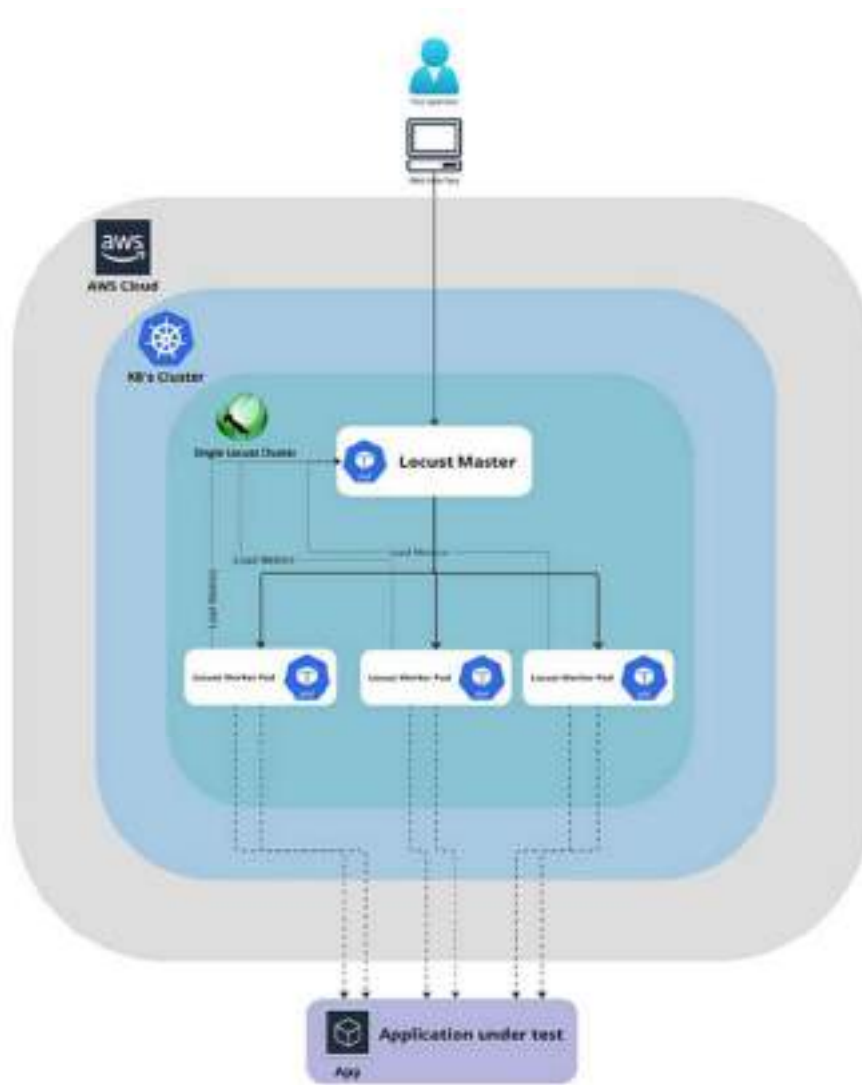 aws
AWS Cloud
K8's Cluster
Single Locust Cluster
Locust Master
Load Metrics
Load Metrics
Load Metrics
Locust Worker Pod
Locust Worker Pod
Locust Worker Pod
Application under test
App